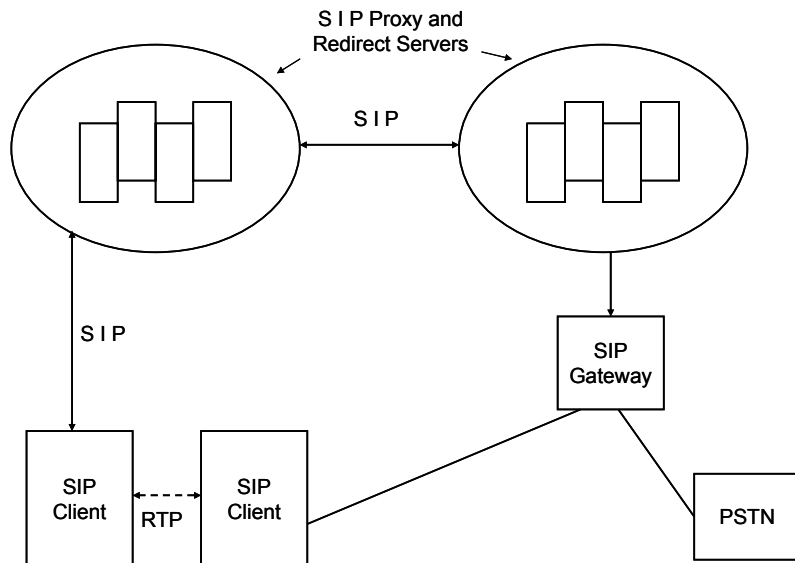 S I P Proxy and
Redirect Servers
S I P
S I P
SIP
Gateway
SIP
Client
RTP
SIP
Client
PSTN